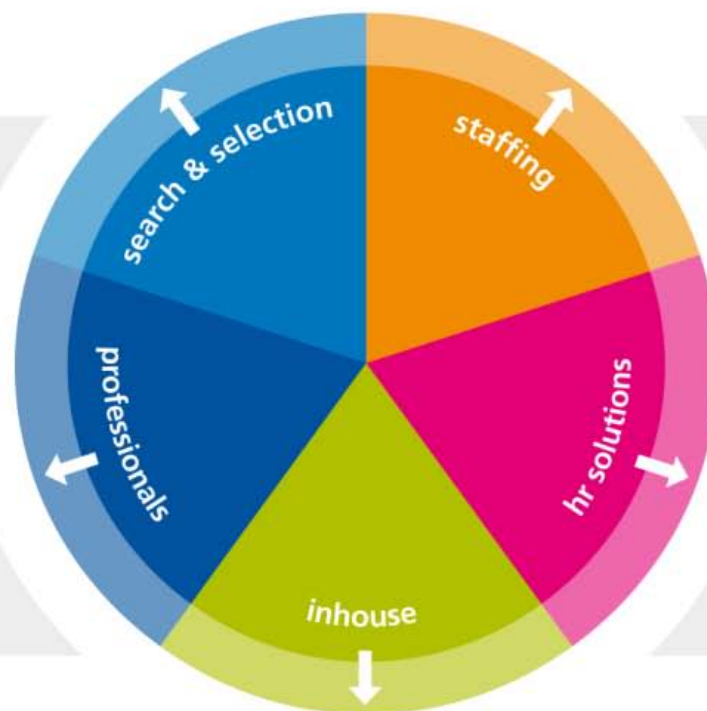 search & selection
staffing
professionals
hr solutions
inhouse